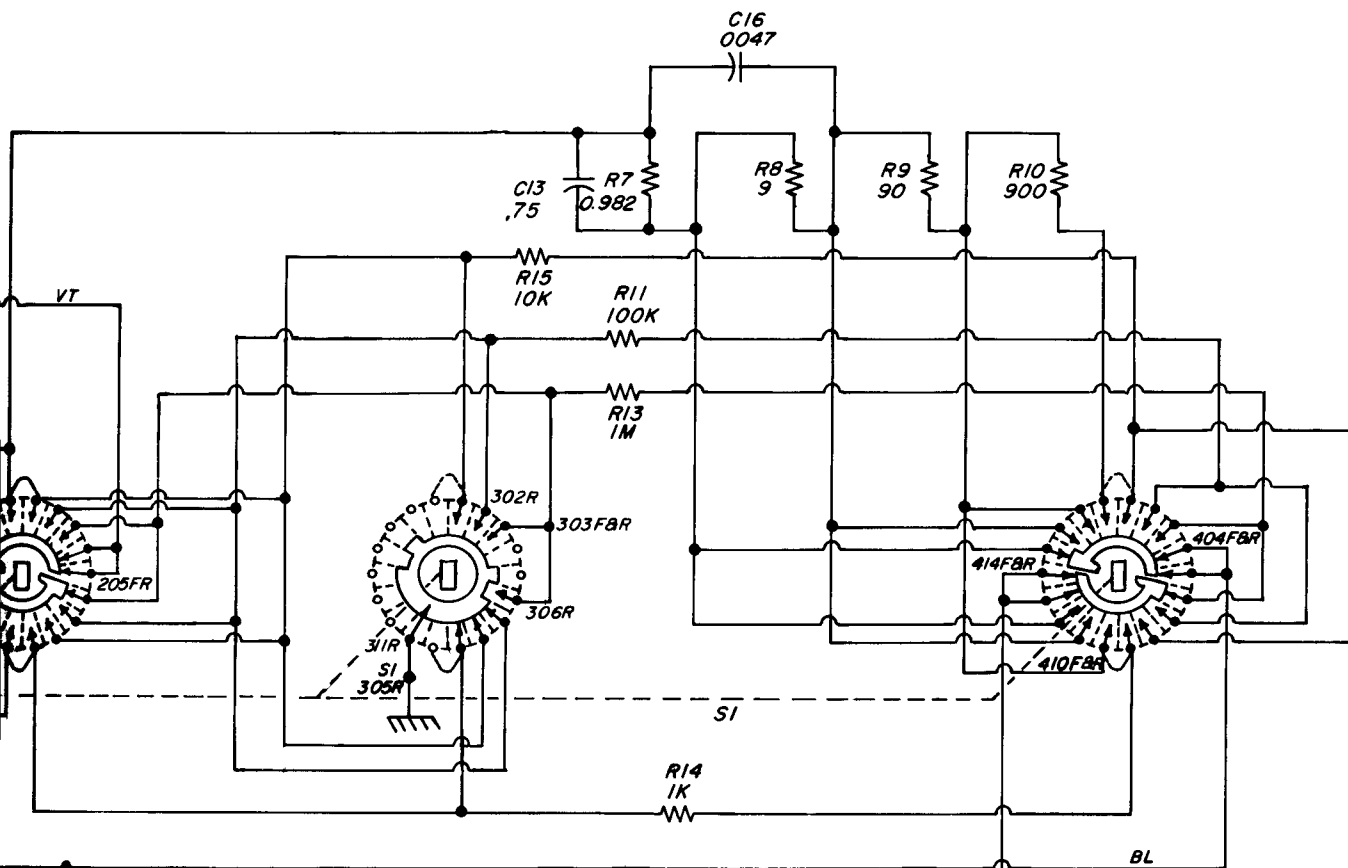 C16
0047
C13
.75
R7
0.982
R8
9
R9
90
R10
900
R15
10K
VT
R11
100K
R13
1M
302R
303F&R
404F&R
414F&R
205FR
306R
311R
S1
305R
410F&R
S1
R14
1K
BL